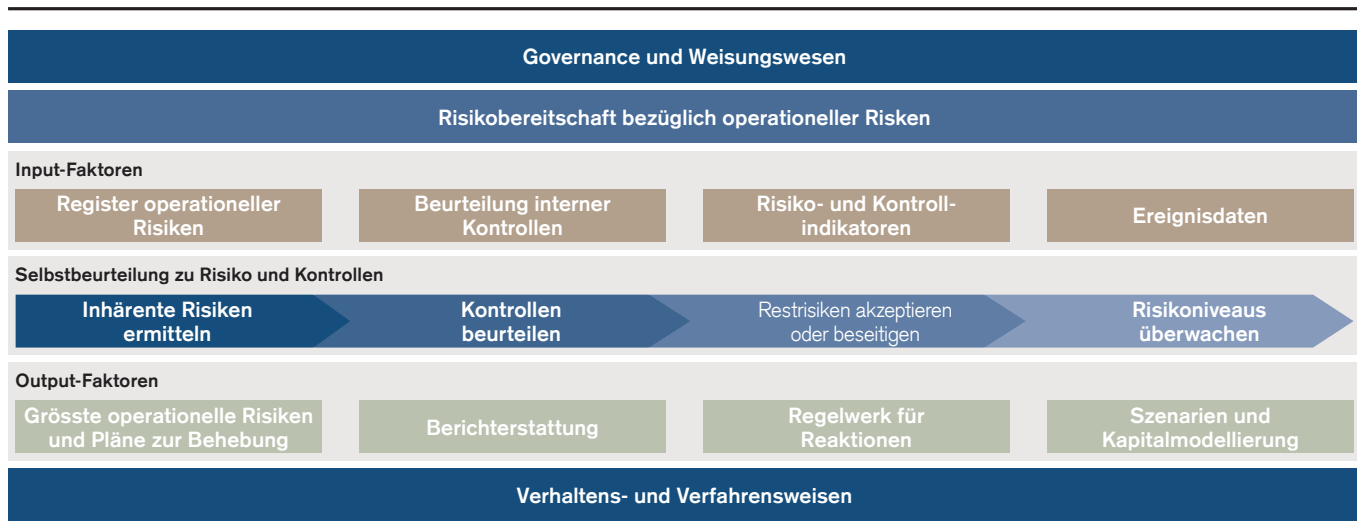 Governance und Weisungswesen
Risikobereitschaft bezüglich operationeller Risken
Input-Faktoren
Register operationeller
Risiken
Beurteilung interner
Kontrollen
Risiko- und Kontroll-
indikatoren
Ereignisdaten
Selbstbeurteilung zu Risiko und Kontrollen
Inhärente Risiken
ermitteln
Kontrollen
beurteilen
Restrisiken akzeptieren
oder beseitigen
Risikoniveaus
überwachen
Output-Faktoren
Grösste operationelle Risiken
und Pläne zur Behebung
Berichterstattung
Regelwerk für
Reaktionen
Szenarien und
Kapitalmodellierung
Verhaltens- und Verfahrensweisen